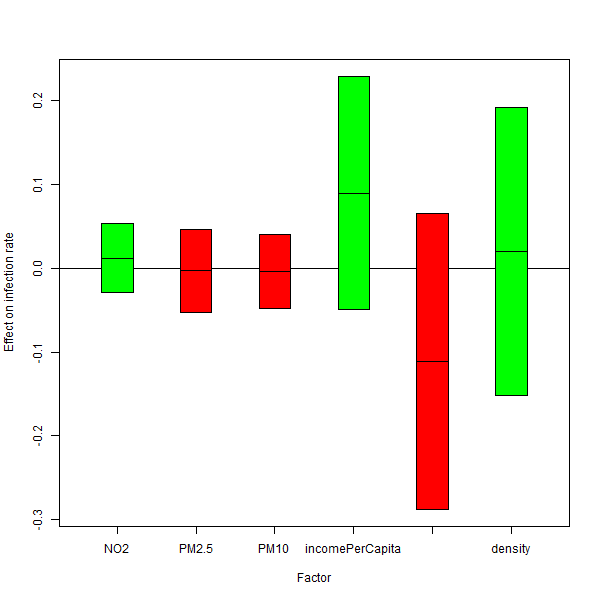 Effect on infection rate
0.2
0.1
0.0
-0.1
-0.2
-0.3
NO2 PM2.5 PM10 incomePerCapita density
Factor